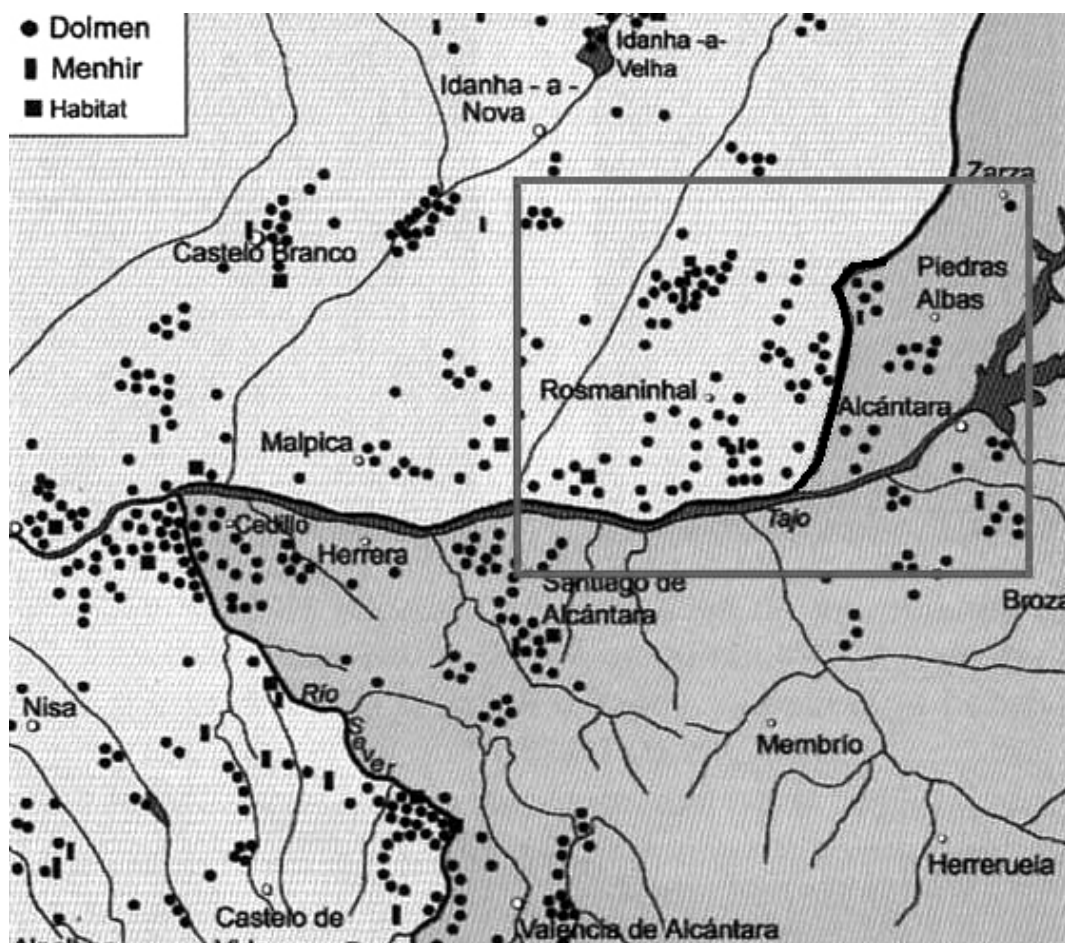 Dolmen
Menhir
Habitat
Idanha -a-
Velha
Idanha - a -
Nova
Zarza
Castelo Branco
Piedras
Albas
Rosmaninhal
Alcántara
Malpica
Tajo
Cedillo
Herrera
Santiago de
Alcántara
Broza
Río
Sever
Nisa
Membrío
Herreruela
Castelo de
Valencia de Alcántara